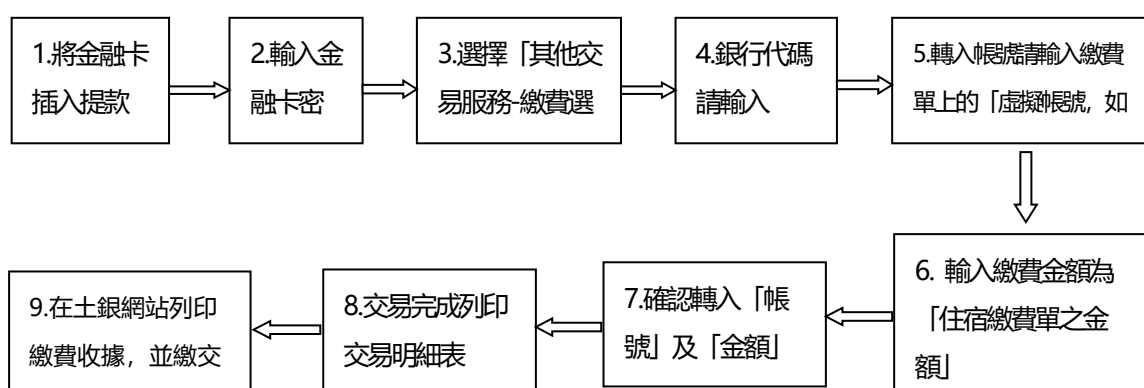 1.將金融卡
插入提款
2.輸入金
融卡密
3.選擇「其他交
易服務-繳費選
4.銀行代碼
請輸入
5.轉入帳號請輸入繳費
單上的「虛擬帳號，如
6. 輸入繳費金額為
「住宿繳費單之金
額」
7.確認轉入「帳
號」及「金額」
8.交易完成列印
交易明細表
9.在土銀網站列印
繳費收據，並繳交